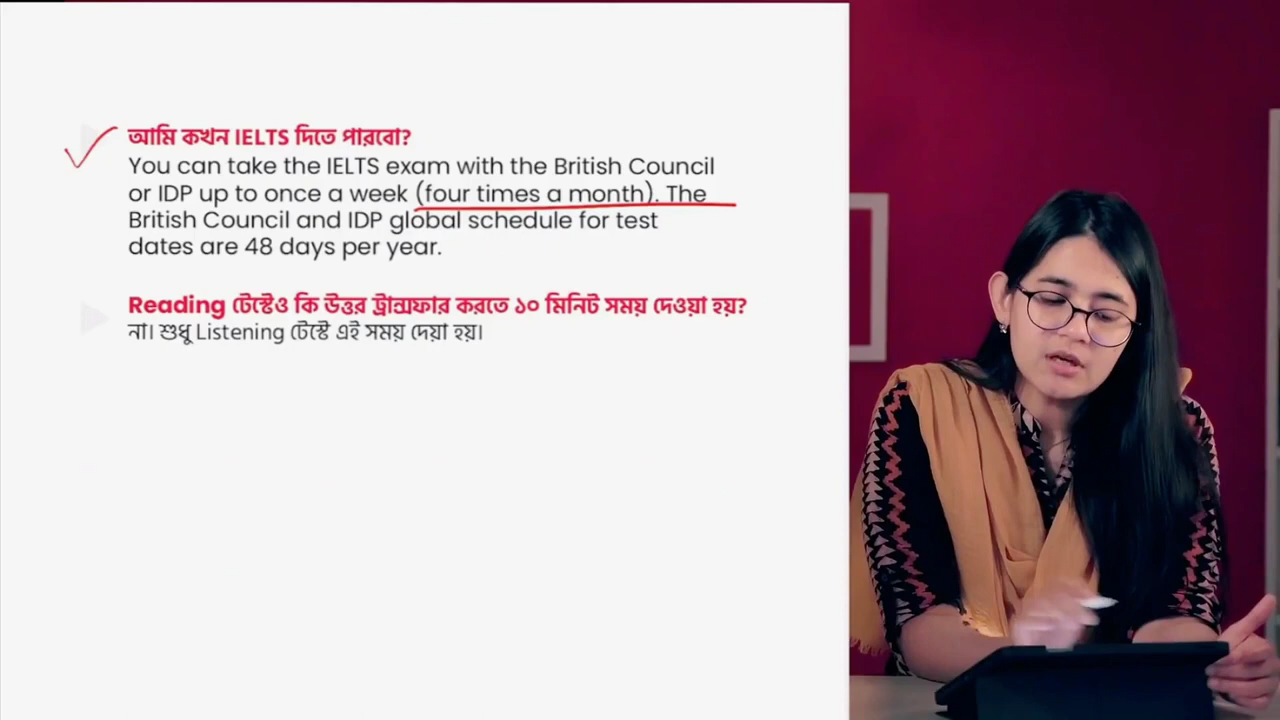 আমি কখন IELTS দিতে পারবো?
You can take the IELTS exam with the British Council
or IDP up to once a week (four times a month). The
British Council and IDP global schedule for test
dates are 48 days per year.
Reading টেস্টেও কি উত্তর ট্রান্সফার করতে ১০ মিনিট সময় দেওয়া হয়?
না। শুধু Listening টেস্টে এই সময় দেয়া হয়।